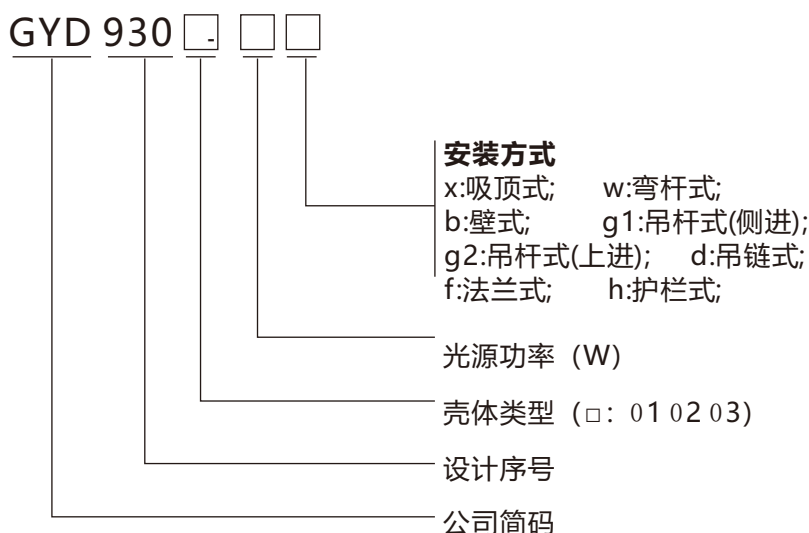 GYD 930 □- □ □
安装方式
x:吸顶式; w:弯杆式;
b:壁式; g1:吊杆式(侧进);
g2:吊杆式(上进); d:吊链式;
f:法兰式; h:护栏式;
光源功率 (W)
壳体类型 (□: 01 02 03)
设计序号
公司简码